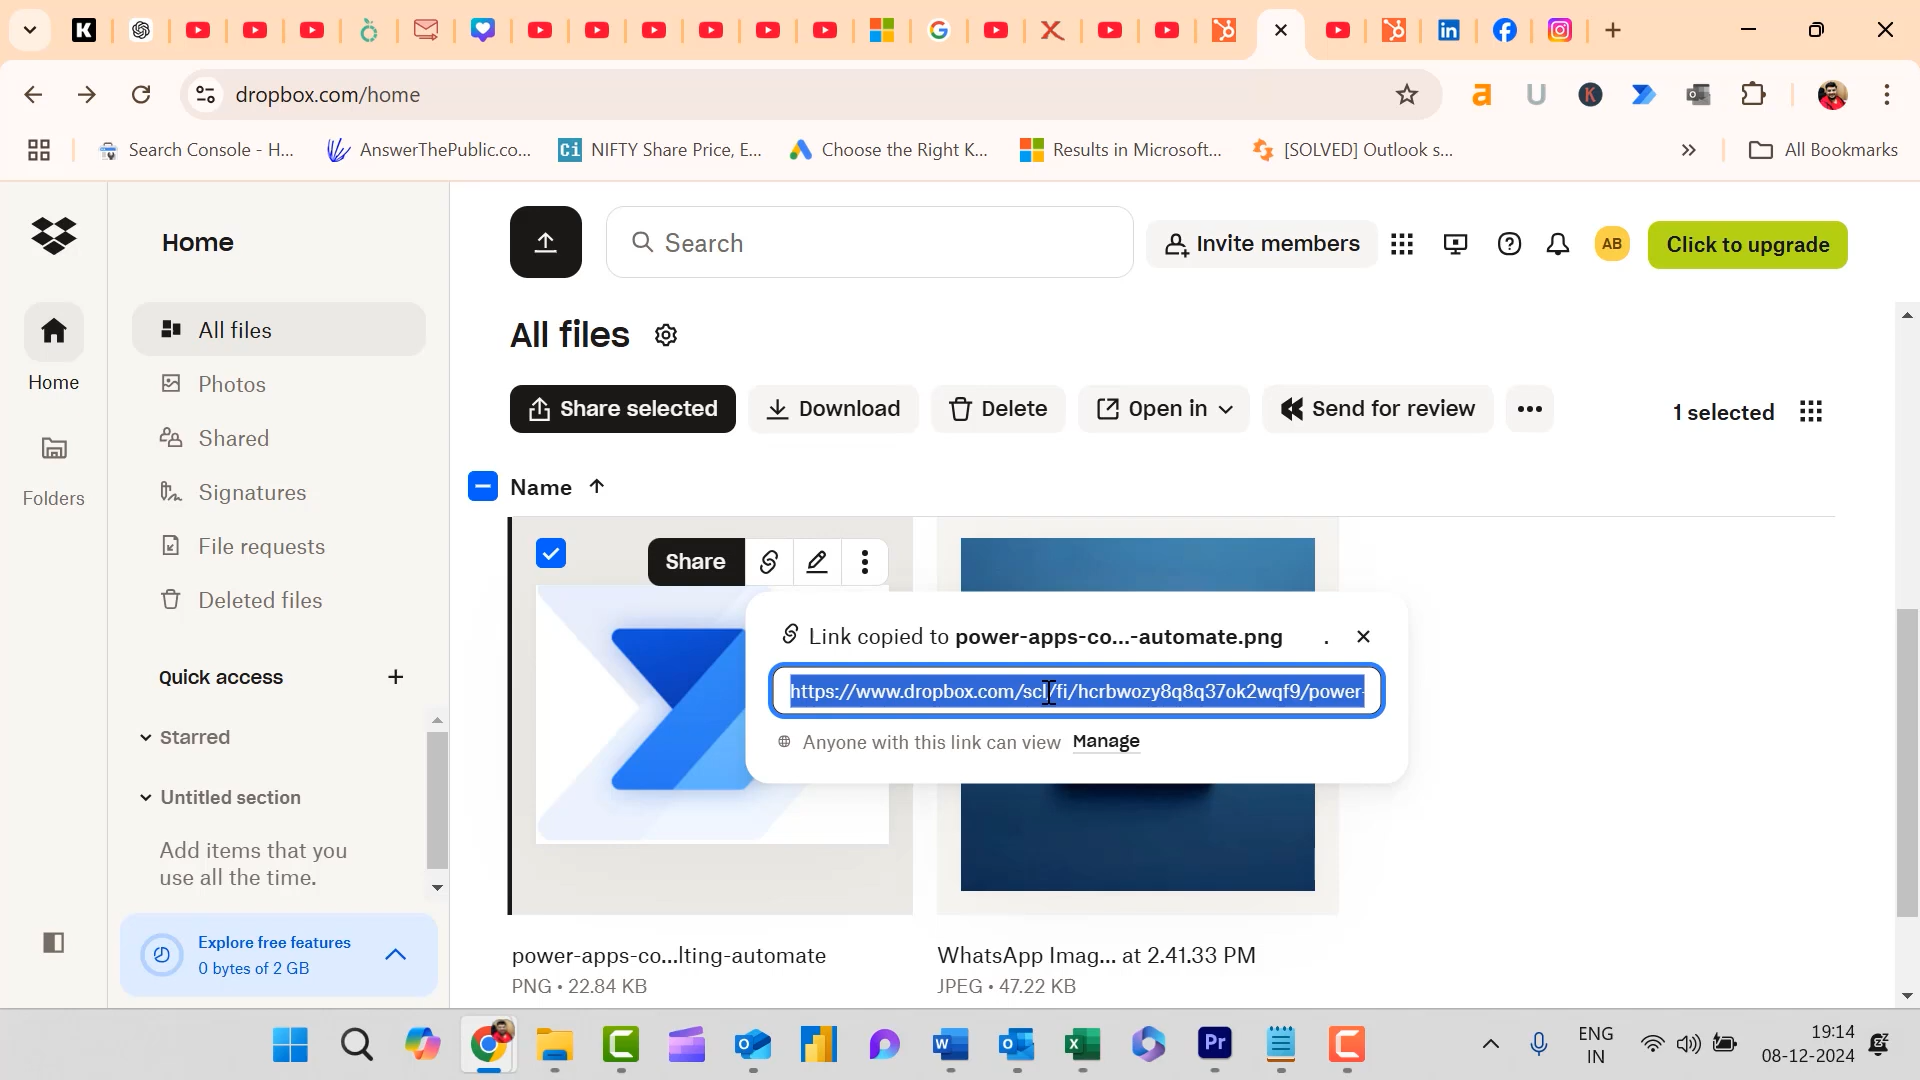 dropbox.com/home
Search Console - H...
AnswerThePublic.co...
NIFTY Share Price, E...
Choose the Right K...
Results in Microsoft...
[SOLVED] Outlook s...
All Bookmarks
Home
Search
Invite members
AB
Click to upgrade
Home
Folders
All files
Photos
Shared
Signatures
File requests
Deleted files
Quick access
Starred
Untitled section
Add items that you
use all the time.
Explore free features
0 bytes of 2 GB
All files
Share selected
Download
Delete
Open in
Send for review
1 selected
Name
Share
Link copied to power-apps-co...-automate.png .
https://www.dropbox.com/scl/fi/hcrbwozy8q8q37ok2wqf9/power-
Anyone with this link can view Manage
power-apps-co...lting-automate
PNG • 22.84 KB
WhatsApp Imag... at 2.41.33 PM
JPEG • 47.22 KB
ENG
IN
19:14
08-12-2024